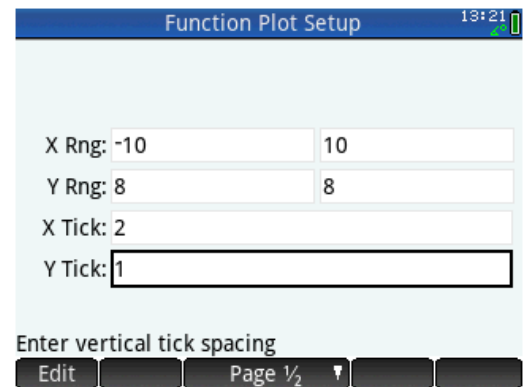 Function Plot Setup 13:21
X Rng: -10 10
Y Rng: 8 8
X Tick: 2
Y Tick: 1
Enter vertical tick spacing
Edit Page ½